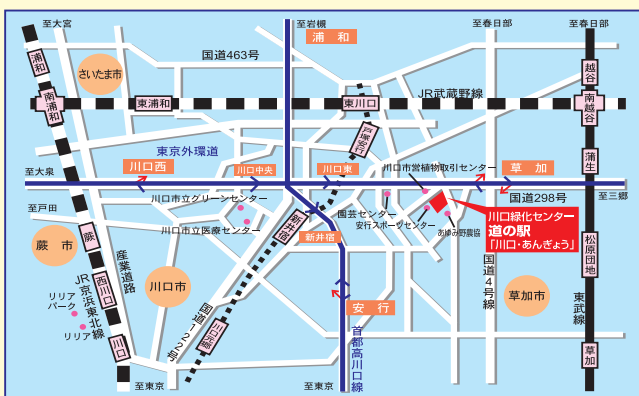 至大宮
至岩槻
至春日部
至春日部
浦和
浦和
国道463号
さいたま市
越谷
JR武蔵野線
南浦和
東浦和
東川口
南越谷
戸塚安行
東京外環道
川口西
川口中央
川口東
川口市営植物取引センター
草加
蒲生
至大泉
至三郷
川口市立グリーンセンター
国道298号
至戸田
園芸センター
安行スポーツセンター
あゆみ野農協
川口緑化センター
道の駅
「川口・あんぎょう」
川口市立医療センター
新井宿
新井宿
蕨市
蕨
産業道路
松原団地
西川口
JR京浜東北線
川口市
国道122号
安行
国道4号線
草加市
東武線
リリア
パーク
リリア
川口
川口元郷
首都高川口線
草加
至東京
至東京
至東京